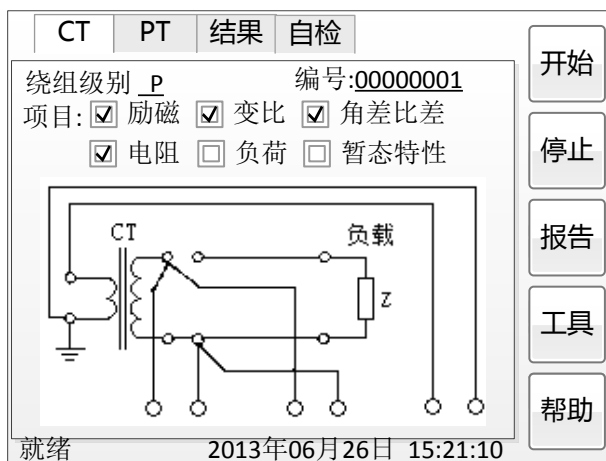 CT PT 结果 自检
绕组级别 P 编号:00000001
项目: 励磁 变比 角差比差
电阻 负荷 暂态特性
CT 负载
Z
就绪 2013年06月26日 15:21:10
开始
停止
报告
工具
帮助